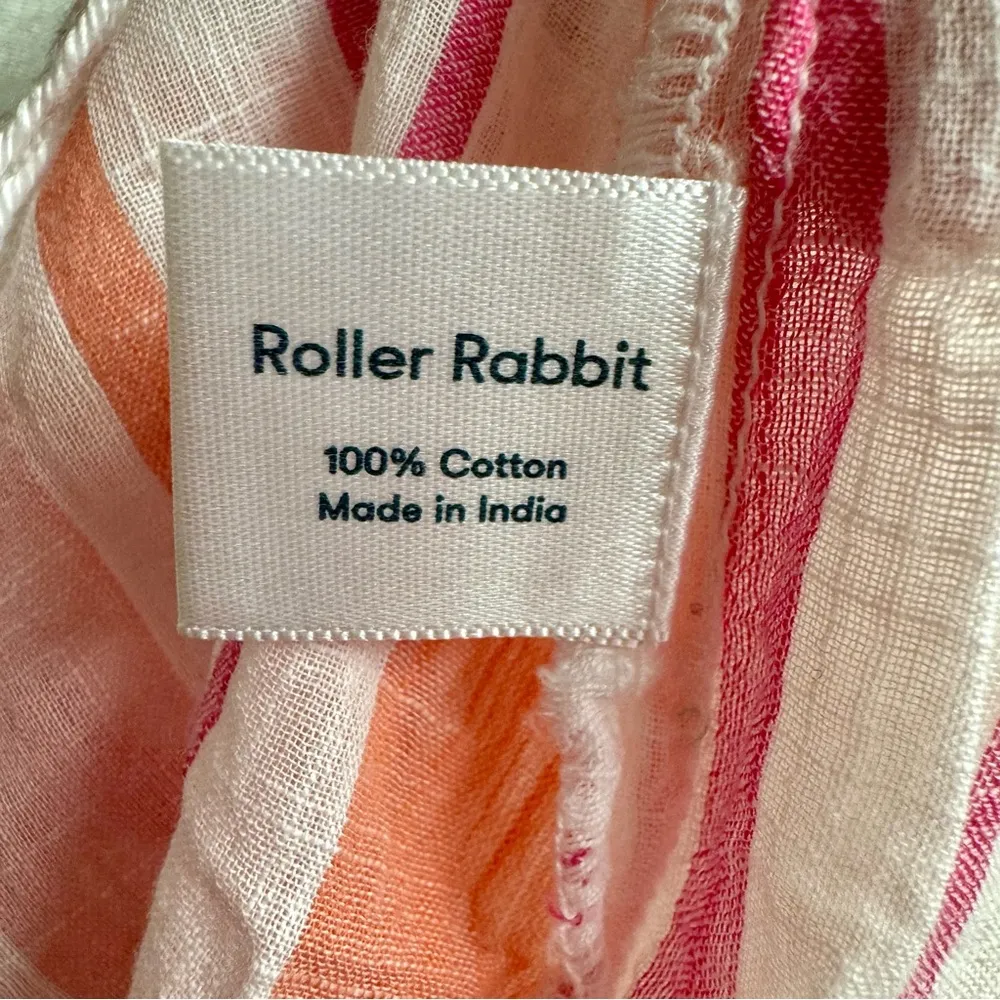 Roller Rabbit
100% Cotton
Made in India